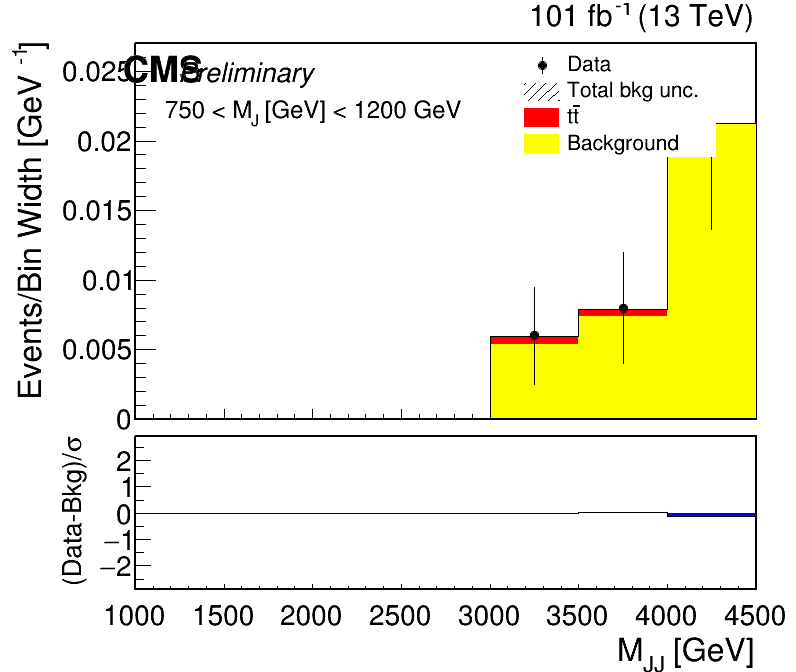 101 fb⁻¹ (13 TeV)
CMS Preliminary
750 < M_J [GeV] < 1200 GeV
Data
Total bkg unc.
tt̄
Background
Events/Bin Width [GeV⁻¹]
0.025
0.02
0.015
0.01
0.005
0
(Data-Bkg)/σ
2
1
0
−1
−2
1000 1500 2000 2500 3000 3500 4000 4500
M_JJ [GeV]